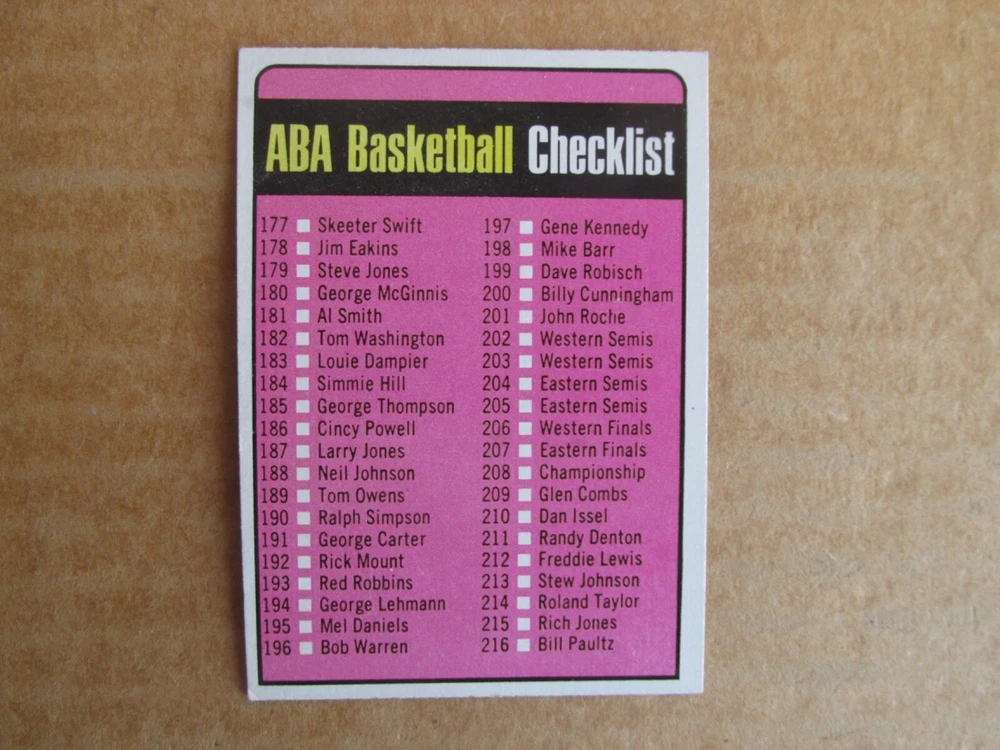 ABA Basketball Checklist
177 Skeeter Swift
178 Jim Eakins
179 Steve Jones
180 George McGinnis
181 Al Smith
182 Tom Washington
183 Louie Dampier
184 Simmie Hill
185 George Thompson
186 Cincy Powell
187 Larry Jones
188 Neil Johnson
189 Tom Owens
190 Ralph Simpson
191 George Carter
192 Rick Mount
193 Red Robbins
194 George Lehmann
195 Mel Daniels
196 Bob Warren
197 Gene Kennedy
198 Mike Barr
199 Dave Robisch
200 Billy Cunningham
201 John Roche
202 Western Semis
203 Western Semis
204 Eastern Semis
205 Eastern Semis
206 Western Finals
207 Eastern Finals
208 Championship
209 Glen Combs
210 Dan Issel
211 Randy Denton
212 Freddie Lewis
213 Stew Johnson
214 Roland Taylor
215 Rich Jones
216 Bill Paultz